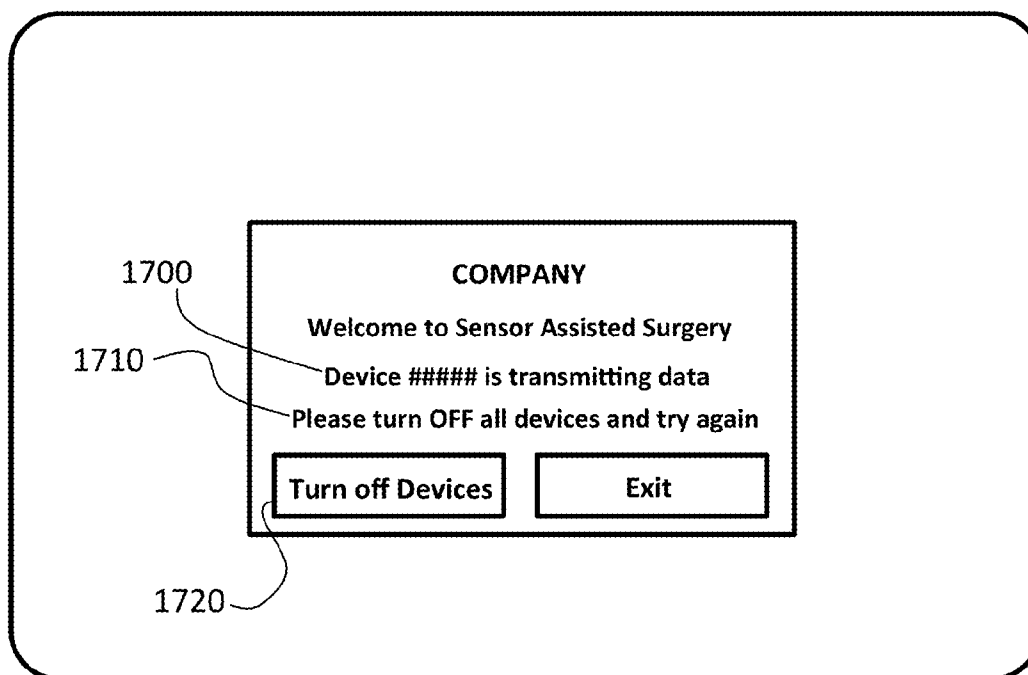 COMPANY
Welcome to Sensor Assisted Surgery
1700
Device ##### is transmitting data
1710
Please turn OFF all devices and try again
Turn off Devices
Exit
1720